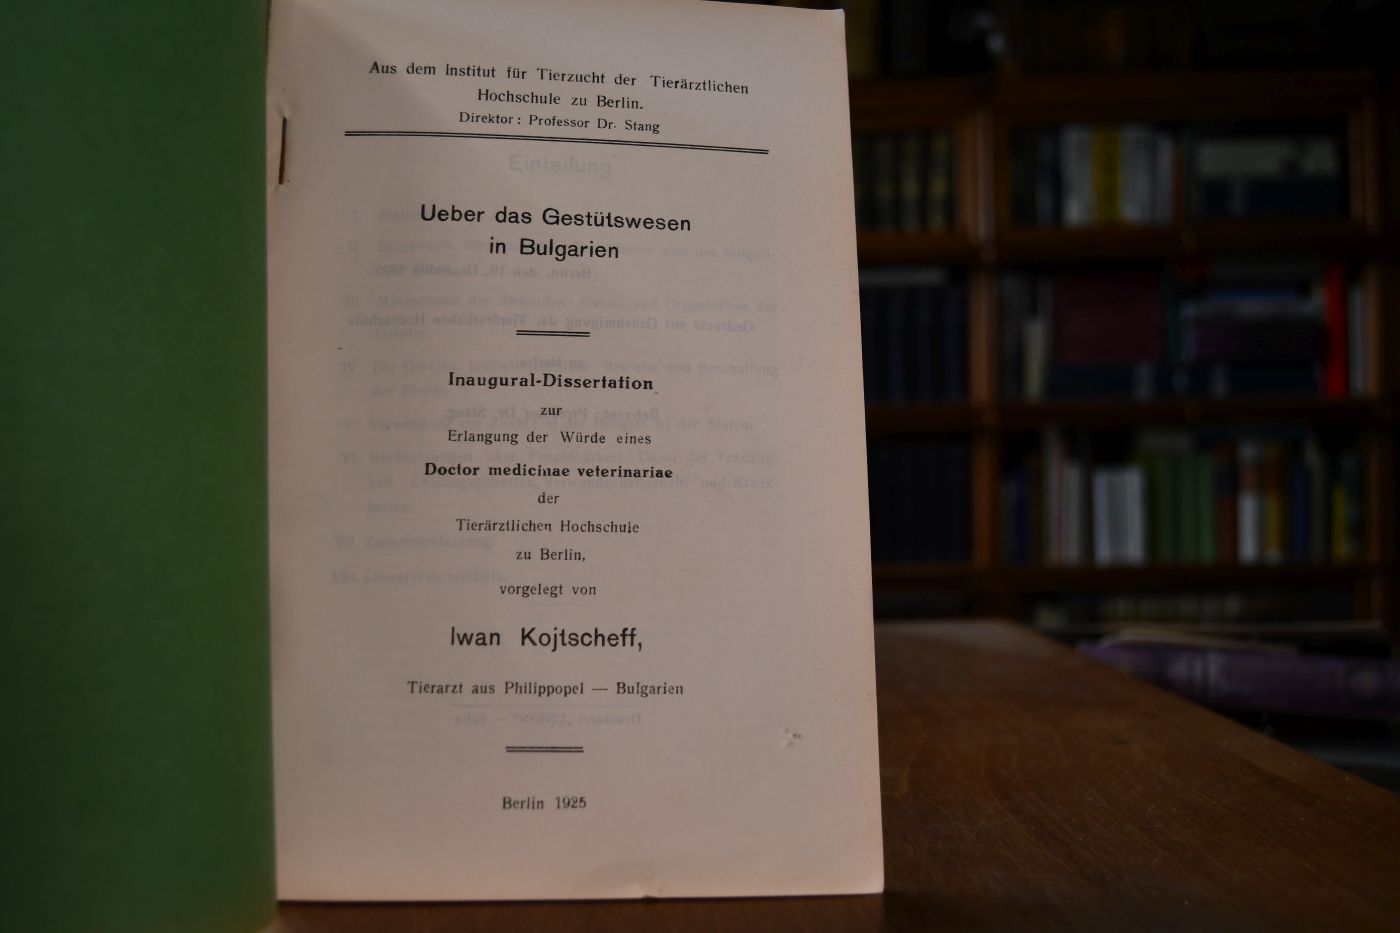 Aus dem Institut für Tierzucht der Tierärztlichen
Hochschule zu Berlin.
Direktor: Professor Dr. Stang
Einteilung.
Ueber das Gestütswesen
in Bulgarien
Inaugural-Dissertation
zur
Erlangung der Würde eines
Doctor medicinae veterinariae
der
Tierärztlichen Hochschule
zu Berlin,
vorgelegt von
Iwan Kojtscheff,
Tierarzt aus Philippopel — Bulgarien
Berlin 1925